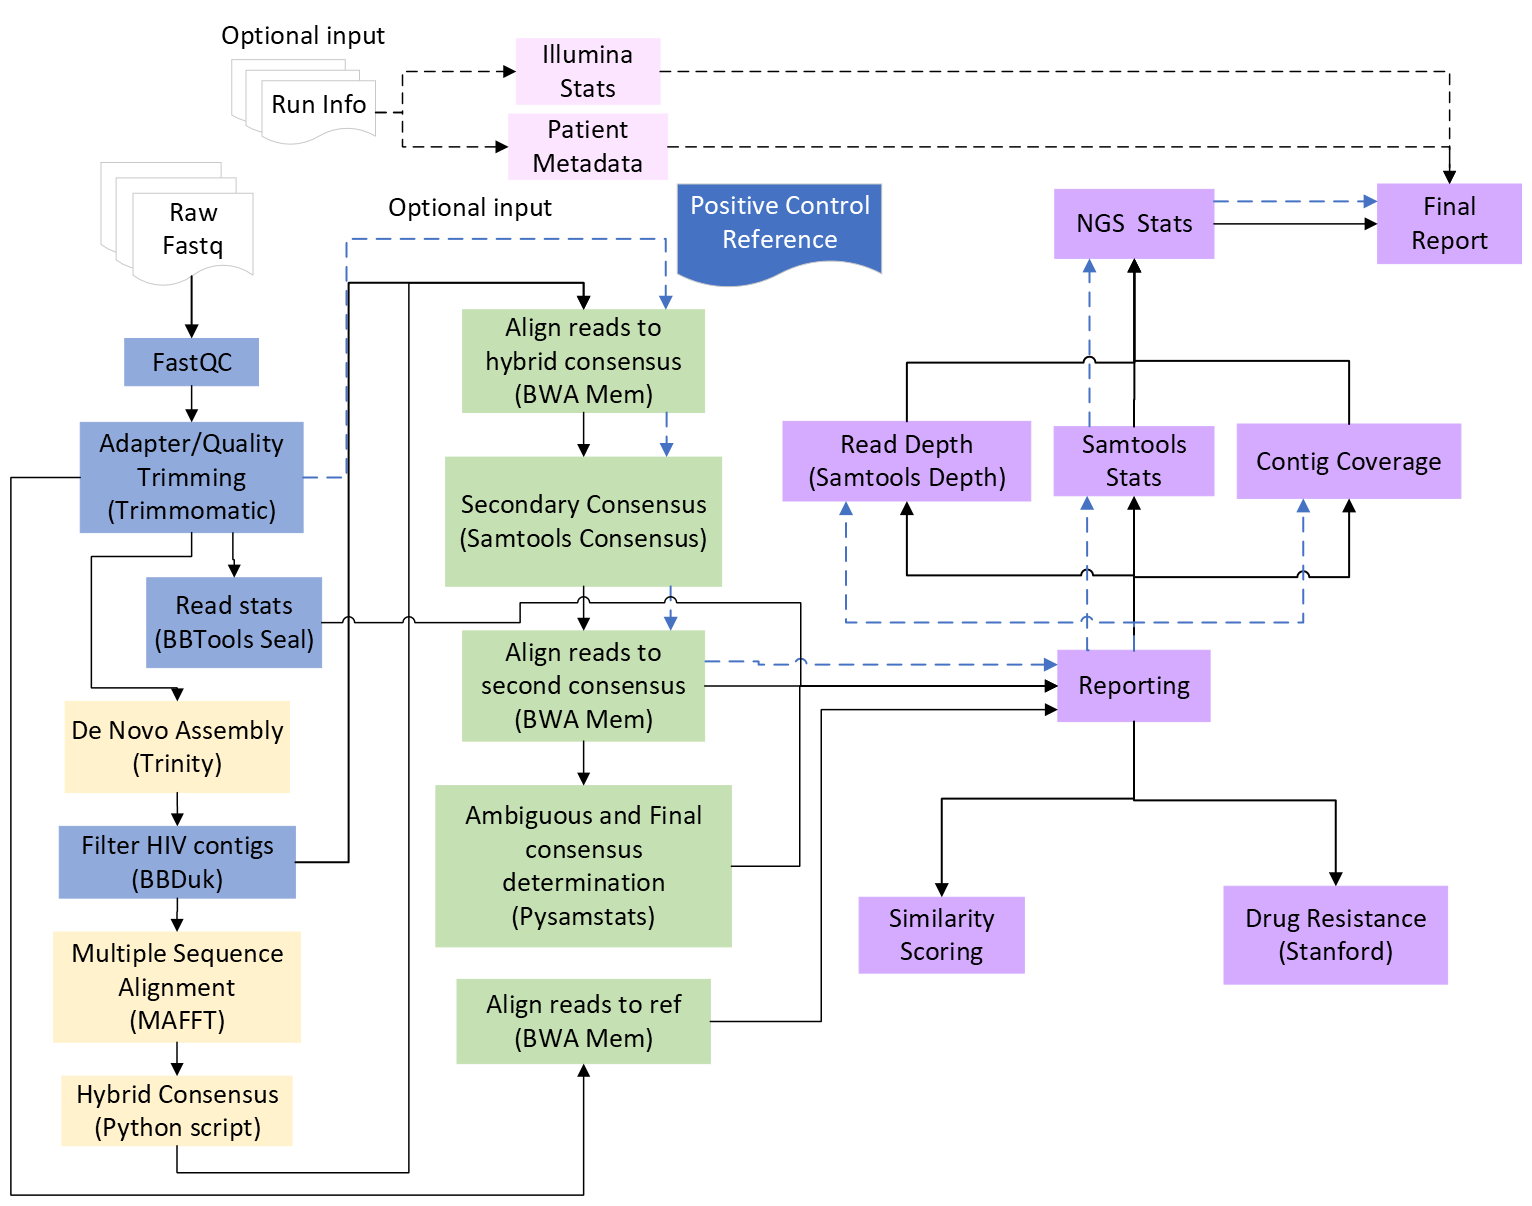 Optional input
Run Info
Illumina
Stats
Patient
Metadata
Raw
Fastq
Optional input
Positive Control
Reference
NGS Stats
Final
Report
FastQC
Adapter/Quality
Trimming
(Trimmomatic)
Read stats
(BBTools Seal)
De Novo Assembly
(Trinity)
Filter HIV contigs
(BBDuk)
Multiple Sequence
Alignment
(MAFFT)
Hybrid Consensus
(Python script)
Align reads to
hybrid consensus
(BWA Mem)
Secondary Consensus
(Samtools Consensus)
Align reads to
second consensus
(BWA Mem)
Ambiguous and Final
consensus
determination
(Pysamstats)
Align reads to ref
(BWA Mem)
Read Depth
(Samtools Depth)
Samtools
Stats
Contig Coverage
Reporting
Similarity
Scoring
Drug Resistance
(Stanford)